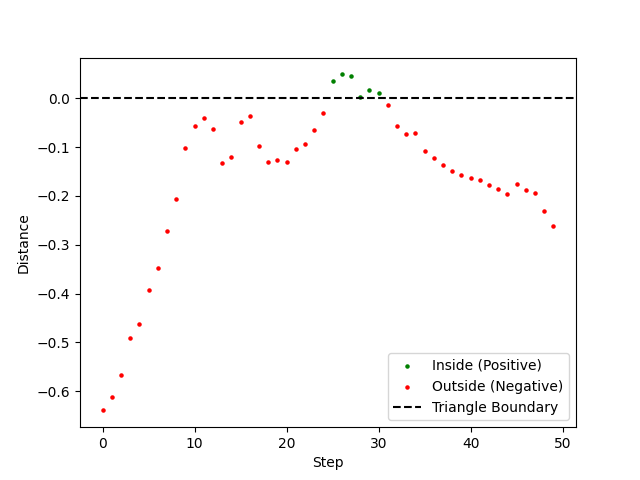 0.0
−0.1
−0.2
−0.3
−0.4
−0.5
−0.6
Distance
Inside (Positive)
Outside (Negative)
Triangle Boundary
0 10 20 30 40 50
Step